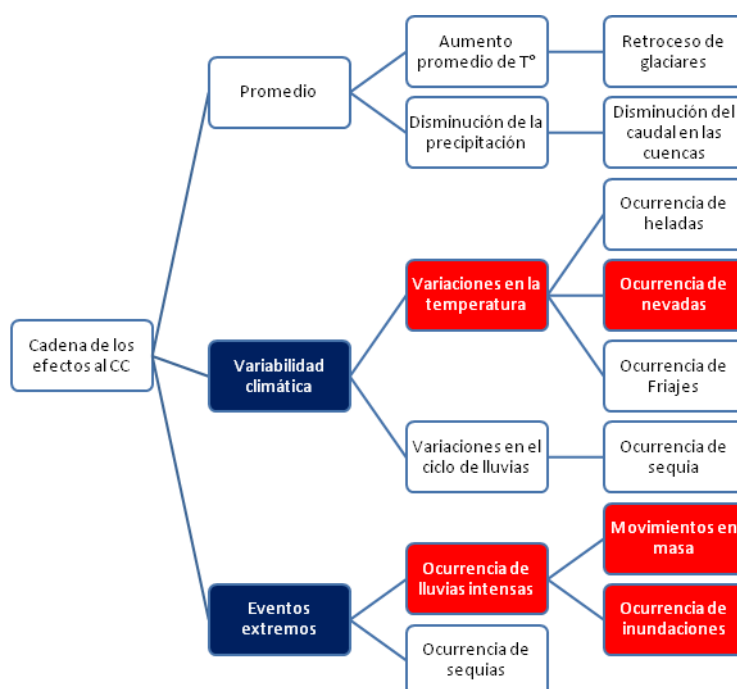 Aumento
promedio de T°
Retroceso de
glaciares
Promedio
Disminución de la
precipitación
Disminución del
caudal en las
cuencas
Ocurrencia de
heladas
Variaciones en la
temperatura
Ocurrencia de
nevadas
Cadena de los
efectos al CC
Variabilidad
climática
Ocurrencia de
Friajes
Variaciones en el
ciclo de lluvias
Ocurrencia de
sequia
Movimientos en
masa
Ocurrencia de
lluvias intensas
Eventos
extremos
Ocurrencia de
inundaciones
Ocurrencia de
sequias